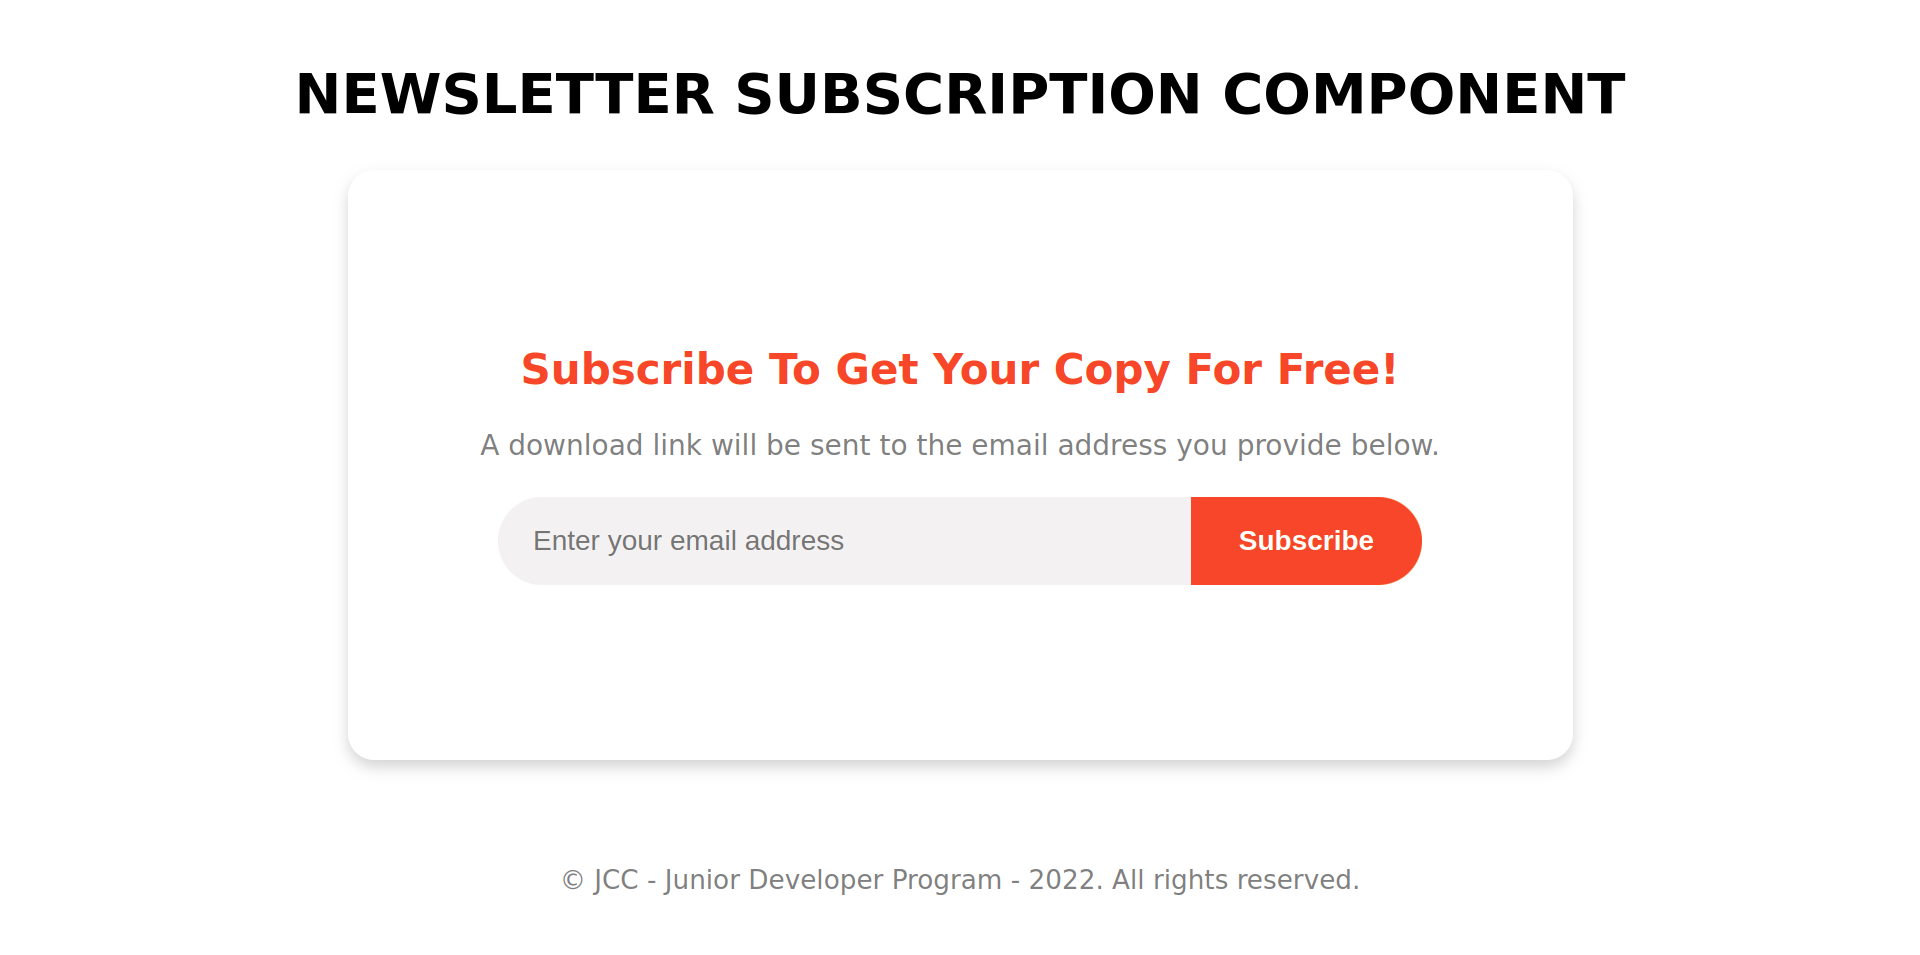 NEWSLETTER SUBSCRIPTION COMPONENT
Subscribe To Get Your Copy For Free!
A download link will be sent to the email address you provide below.
Enter your email address
Subscribe
© JCC - Junior Developer Program - 2022. All rights reserved.